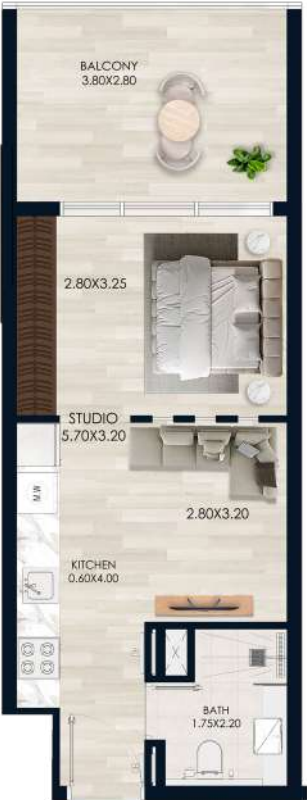 BALCONY
3.80X2.80
2.80X3.25
STUDIO
5.70X3.20
M.W
2.80X3.20
KITCHEN
0.60X4.00
BATH
1.75X2.20